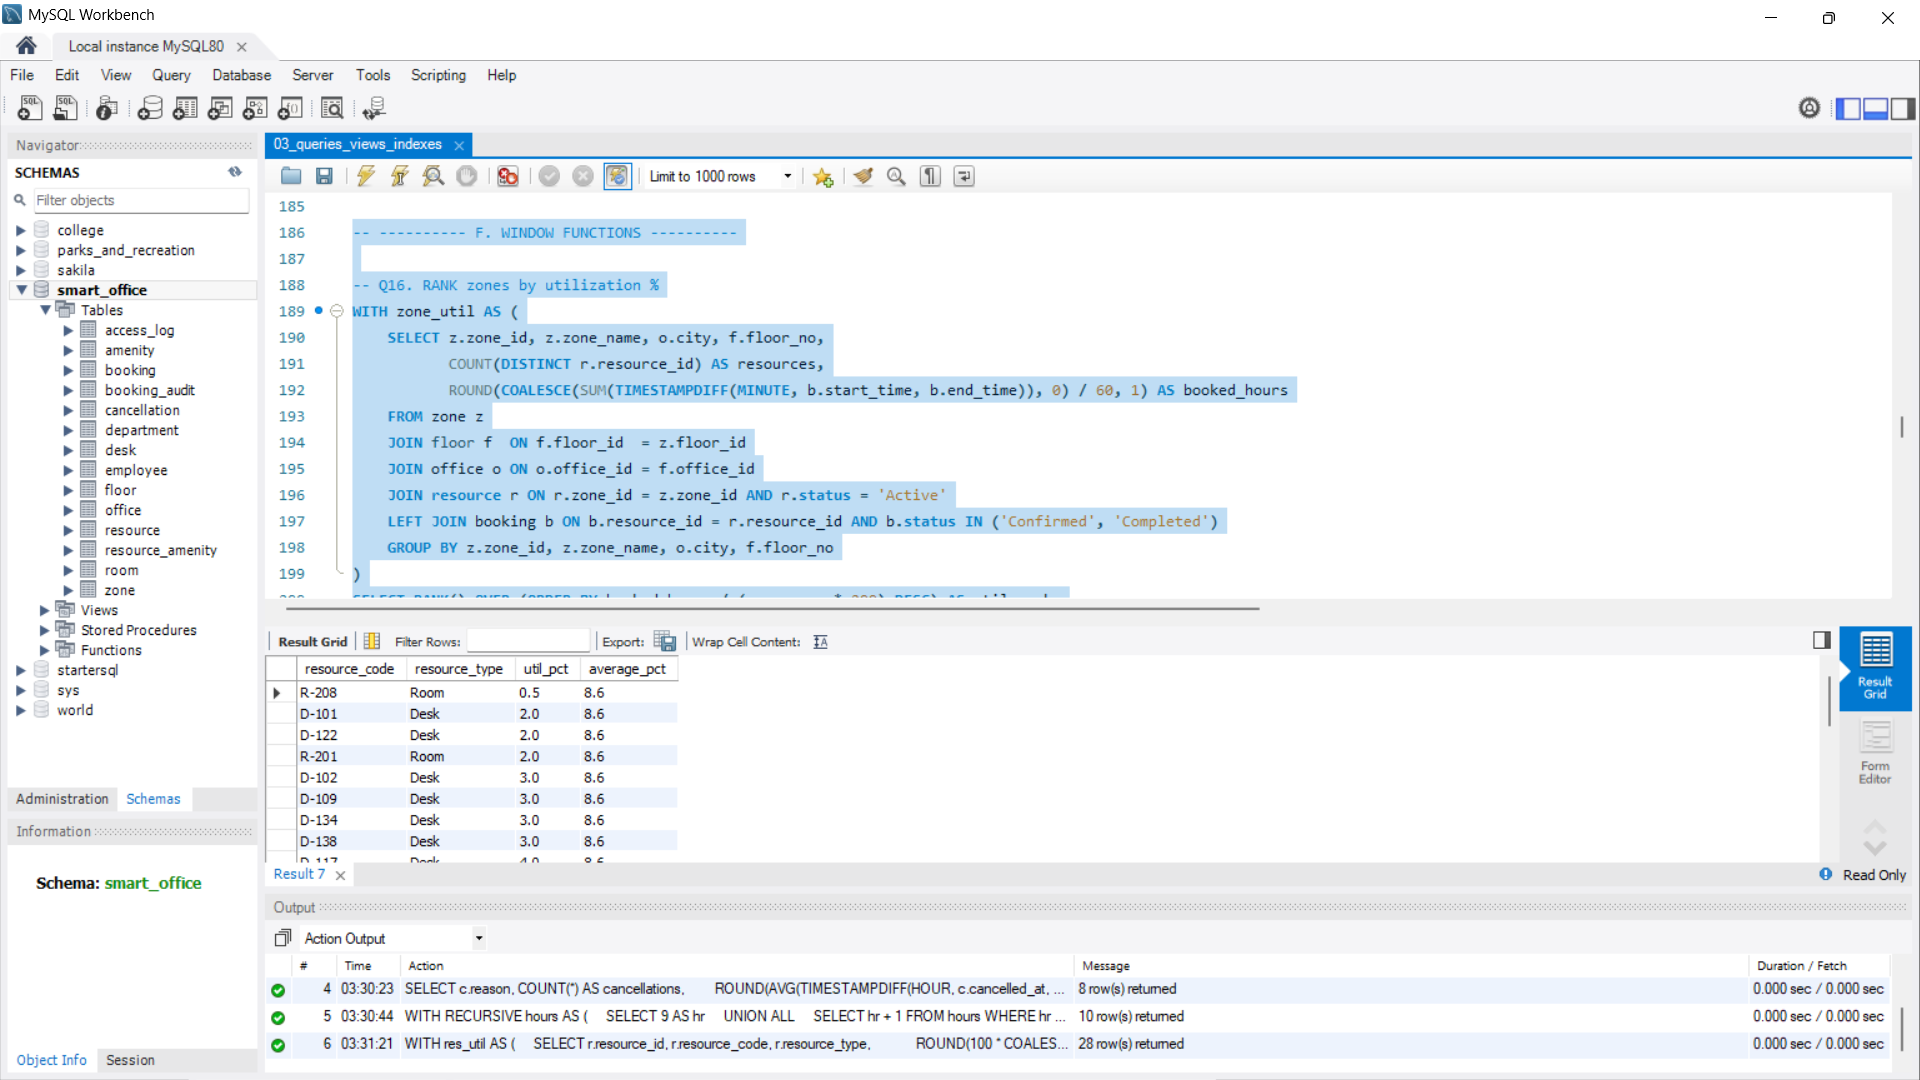 MySQL Workbench
Local instance MySQL80
File Edit View Query Database Server Tools Scripting Help
Navigator
SCHEMAS
Filter objects
college
parks_and_recreation
sakila
smart_office
Tables
access_log
amenity
booking
booking_audit
cancellation
department
desk
employee
floor
office
resource
resource_amenity
room
zone
Views
Stored Procedures
Functions
startersql
sys
world
Administration Schemas
Information
Schema: smart_office
Object Info Session
03_queries_views_indexes
Limit to 1000 rows
185
186 -- ---------- F. WINDOW FUNCTIONS ----------
187
188 -- Q16. RANK zones by utilization %
189 WITH zone_util AS (
190 SELECT z.zone_id, z.zone_name, o.city, f.floor_no,
191 COUNT(DISTINCT r.resource_id) AS resources,
192 ROUND(COALESCE(SUM(TIMESTAMPDIFF(MINUTE, b.start_time, b.end_time)), 0) / 60, 1) AS booked_hours
193 FROM zone z
194 JOIN floor f ON f.floor_id = z.floor_id
195 JOIN office o ON o.office_id = f.office_id
196 JOIN resource r ON r.zone_id = z.zone_id AND r.status = 'Active'
197 LEFT JOIN booking b ON b.resource_id = r.resource_id AND b.status IN ('Confirmed', 'Completed')
198 GROUP BY z.zone_id, z.zone_name, o.city, f.floor_no
199 )
Result Grid Filter Rows: Export: Wrap Cell Content:
resource_code resource_type util_pct average_pct
R-208 Room 0.5 8.6
D-101 Desk 2.0 8.6
D-122 Desk 2.0 8.6
R-201 Room 2.0 8.6
D-102 Desk 3.0 8.6
D-109 Desk 3.0 8.6
D-134 Desk 3.0 8.6
D-138 Desk 3.0 8.6
D-117 Desk 4.0 8.6
Result Grid
Form Editor
Result 7
Read Only
Output
Action Output
# Time Action Message Duration / Fetch
4 03:30:23 SELECT c.reason, COUNT(*) AS cancellations, ROUND(AVG(TIMESTAMPDIFF(HOUR, c.cancelled_at, ... 8 row(s) returned 0.000 sec / 0.000 sec
5 03:30:44 WITH RECURSIVE hours AS ( SELECT 9 AS hr UNION ALL SELECT hr + 1 FROM hours WHERE hr ... 10 row(s) returned 0.000 sec / 0.000 sec
6 03:31:21 WITH res_util AS ( SELECT r.resource_id, r.resource_code, r.resource_type, ROUND(100 * COALES... 28 row(s) returned 0.000 sec / 0.000 sec